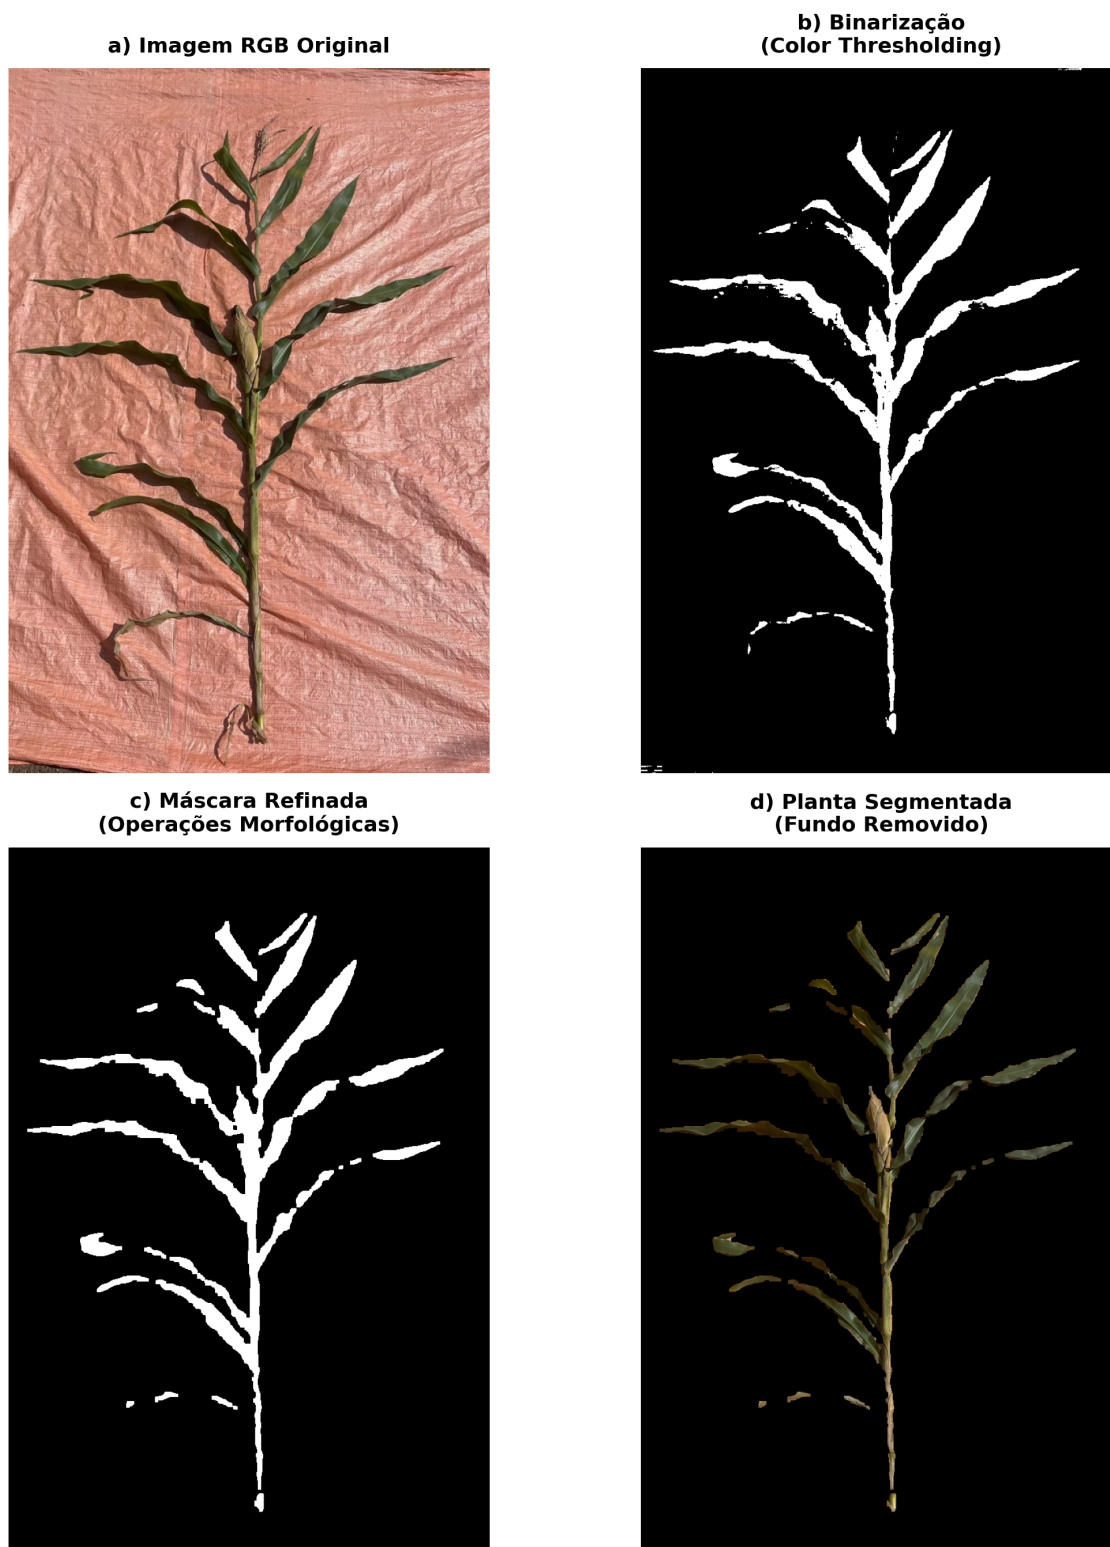 a) Imagem RGB Original
b) Binarização
(Color Thresholding)
c) Máscara Refinada
(Operações Morfológicas)
d) Planta Segmentada
(Fundo Removido)